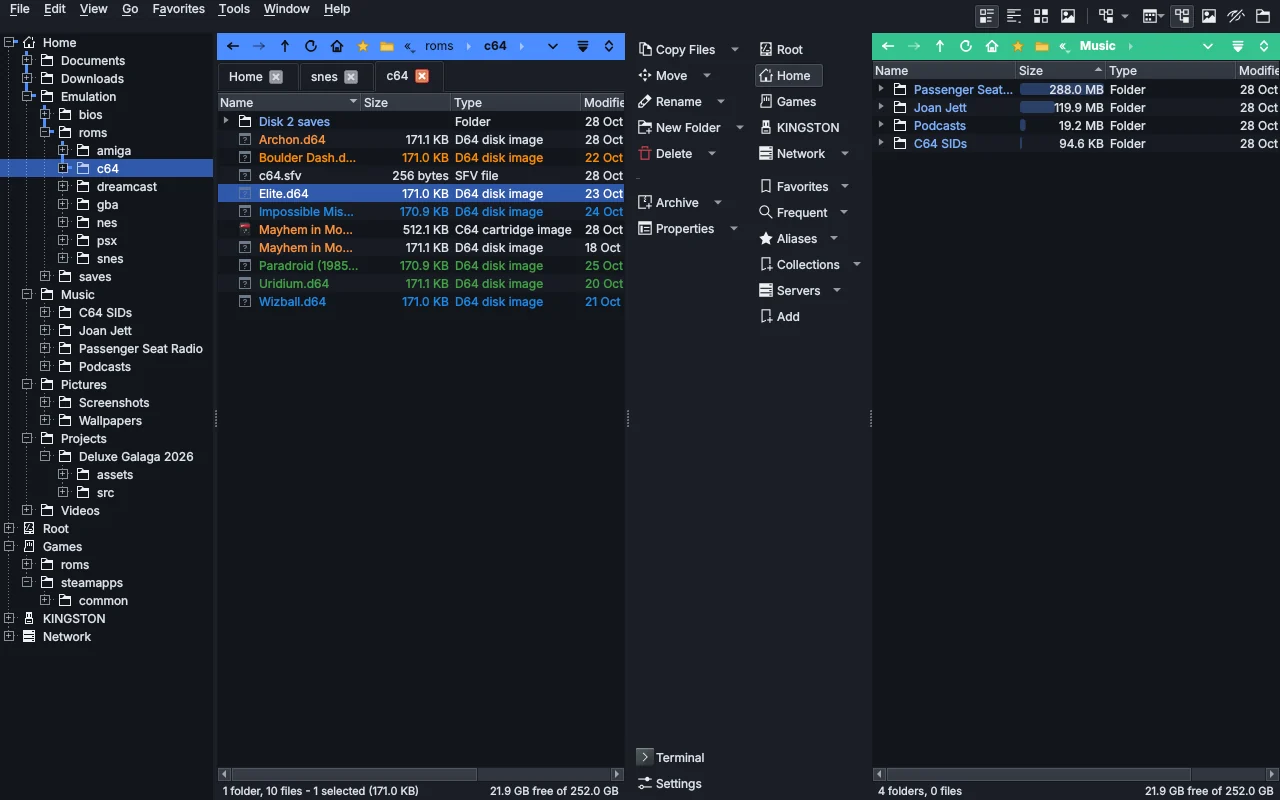 File Edit View Go Favorites Tools Window Help
Home
Documents
Downloads
Emulation
bios
roms
amiga
c64
dreamcast
gba
nes
psx
snes
saves
Music
C64 SIDs
Joan Jett
Passenger Seat Radio
Podcasts
Pictures
Screenshots
Wallpapers
Projects
Deluxe Galaga 2026
assets
src
Videos
Root
Games
roms
steamapps
common
KINGSTON
Network
roms c64
Home snes c64
Name Size Type Modifie
Disk 2 saves Folder 28 Oct
Archon.d64 171.1 KB D64 disk image 28 Oct
Boulder Dash.d... 171.0 KB D64 disk image 22 Oct
c64.sfv 256 bytes SFV file 28 Oct
Elite.d64 171.0 KB D64 disk image 23 Oct
Impossible Mis... 170.9 KB D64 disk image 24 Oct
Mayhem in Mo... 512.1 KB C64 cartridge image 28 Oct
Mayhem in Mo... 171.1 KB D64 disk image 18 Oct
Paradroid (1985... 170.9 KB D64 disk image 25 Oct
Uridium.d64 171.1 KB D64 disk image 20 Oct
Wizball.d64 171.0 KB D64 disk image 21 Oct
1 folder, 10 files - 1 selected (171.0 KB) 21.9 GB free of 252.0 GB
Copy Files
Move
Rename
New Folder
Delete
Archive
Properties
Terminal
Settings
Root
Home
Games
KINGSTON
Network
Favorites
Frequent
Aliases
Collections
Servers
Add
Music
Name Size Type Modifie
Passenger Seat... 288.0 MB Folder 28 Oct
Joan Jett 119.9 MB Folder 28 Oct
Podcasts 19.2 MB Folder 28 Oct
C64 SIDs 94.6 KB Folder 28 Oct
4 folders, 0 files 21.9 GB free of 252.0 GB